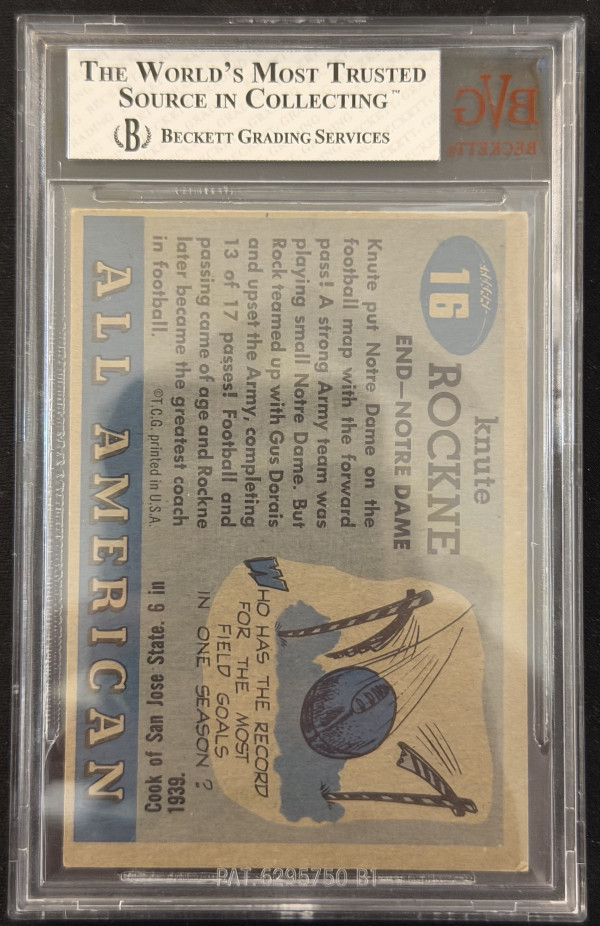 THE WORLD'S MOST TRUSTED
SOURCE IN COLLECTING™
B BECKETT GRADING SERVICES
BVG
BECKETT
16
knute
ROCKNE
END—NOTRE DAME
Knute put Notre Dame on the
football map with the forward
pass! A strong Army team was
playing small Notre Dame. But
Rock teamed up with Gus Dorais
and upset the Army, completing
13 of 17 passes! Football and
passing came of age and Rockne
later became the greatest coach
in football.
©T.C.G. printed in U.S.A.
WHO HAS THE RECORD
FOR THE MOST
FIELD GOALS
IN ONE SEASON?
Cook of San Jose State. 6 in
1939.
ALL AMERICAN
PAT. 6295750 B1